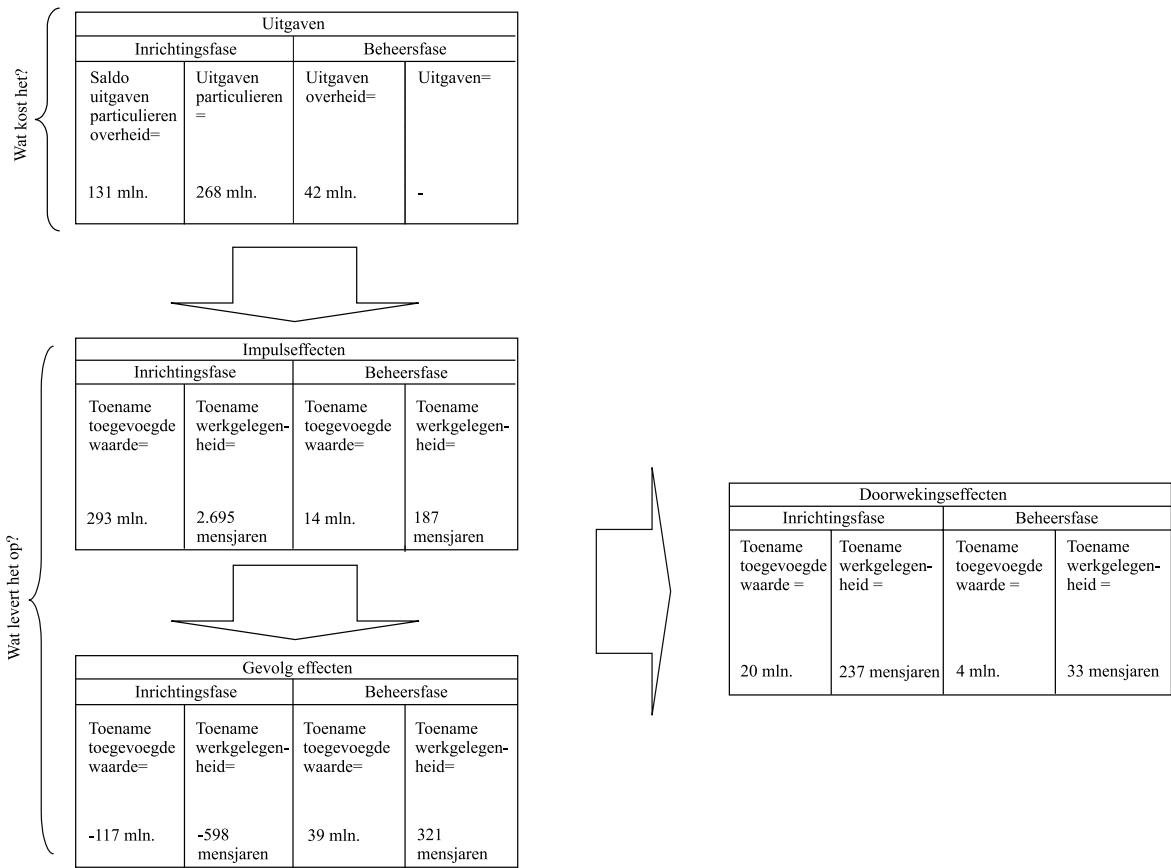 Wat kost het?
Uitgaven
Inrichtingsfase
Beheersfase
Saldo
uitgaven
particulieren
overheid=
131 mln.
Uitgaven
particulieren
=
268 mln.
Uitgaven
overheid=
42 mln.
Uitgaven=
-
Wat levert het op?
Impulseffecten
Inrichtingsfase
Beheersfase
Toename
toegevoegde
waarde=
293 mln.
Toename
werkgelegen-
heid=
2.695
mensjaren
Toename
toegevoegde
waarde=
14 mln.
Toename
werkgelegen-
heid=
187
mensjaren
Gevolg effecten
Inrichtingsfase
Beheersfase
Toename
toegevoegde
waarde=
-117 mln.
Toename
werkgelegen-
heid=
-598
mensjaren
Toename
toegevoegde
waarde=
39 mln.
Toename
werkgelegen-
heid=
321
mensjaren
Doorwekingseffecten
Inrichtingsfase
Beheersfase
Toename
toegevoegde
waarde =
20 mln.
Toename
werkgelegen-
heid =
237 mensjaren
Toename
toegevoegde
waarde =
4 mln.
Toename
werkgelegen-
heid =
33 mensjaren